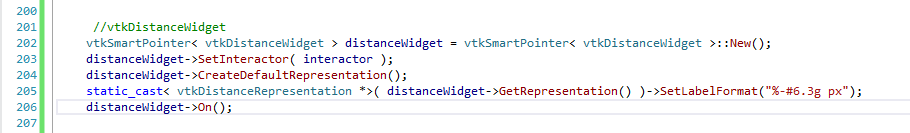 200
201 //vtkDistanceWidget
202 vtkSmartPointer< vtkDistanceWidget > distanceWidget = vtkSmartPointer< vtkDistanceWidget >::New();
203 distanceWidget->SetInteractor( interactor );
204 distanceWidget->CreateDefaultRepresentation();
205 static_cast< vtkDistanceRepresentation *>( distanceWidget->GetRepresentation() )->SetLabelFormat("%-#6.3g px");
206 distanceWidget->On();
207